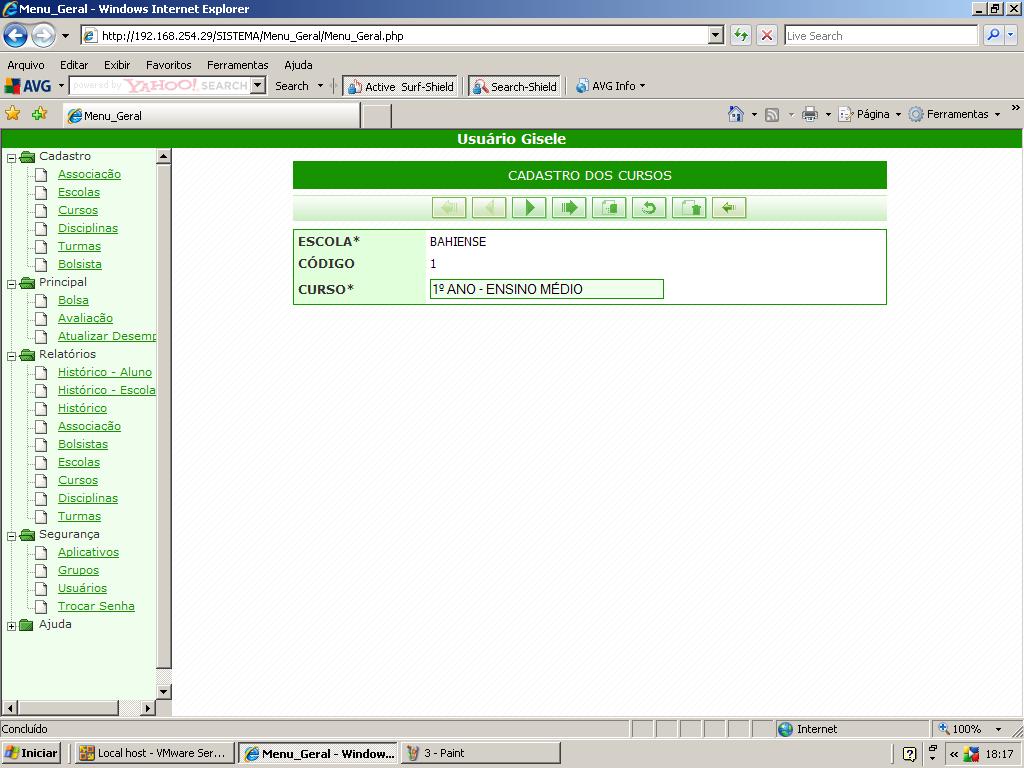 Menu_Geral - Windows Internet Explorer
http://192.168.254.29/SISTEMA/Menu_Geral/Menu_Geral.php
Live Search
Arquivo Editar Exibir Favoritos Ferramentas Ajuda
AVG powered by YAHOO! SEARCH Search Active Surf-Shield Search-Shield AVG Info
Menu_Geral Página Ferramentas »
Usuário Gisele
Cadastro
Associação
Escolas
Cursos
Disciplinas
Turmas
Bolsista
Principal
Bolsa
Avaliação
Atualizar Desemp
Relatórios
Histórico - Aluno
Histórico - Escola
Histórico
Associação
Bolsistas
Escolas
Cursos
Disciplinas
Turmas
Segurança
Aplicativos
Grupos
Usuários
Trocar Senha
Ajuda
CADASTRO DOS CURSOS
ESCOLA* BAHIENSE
CÓDIGO 1
CURSO* 1º ANO - ENSINO MÉDIO
Concluído Internet 100%
Iniciar Local host - VMware Ser... Menu_Geral - Window... 3 - Paint « 18:17